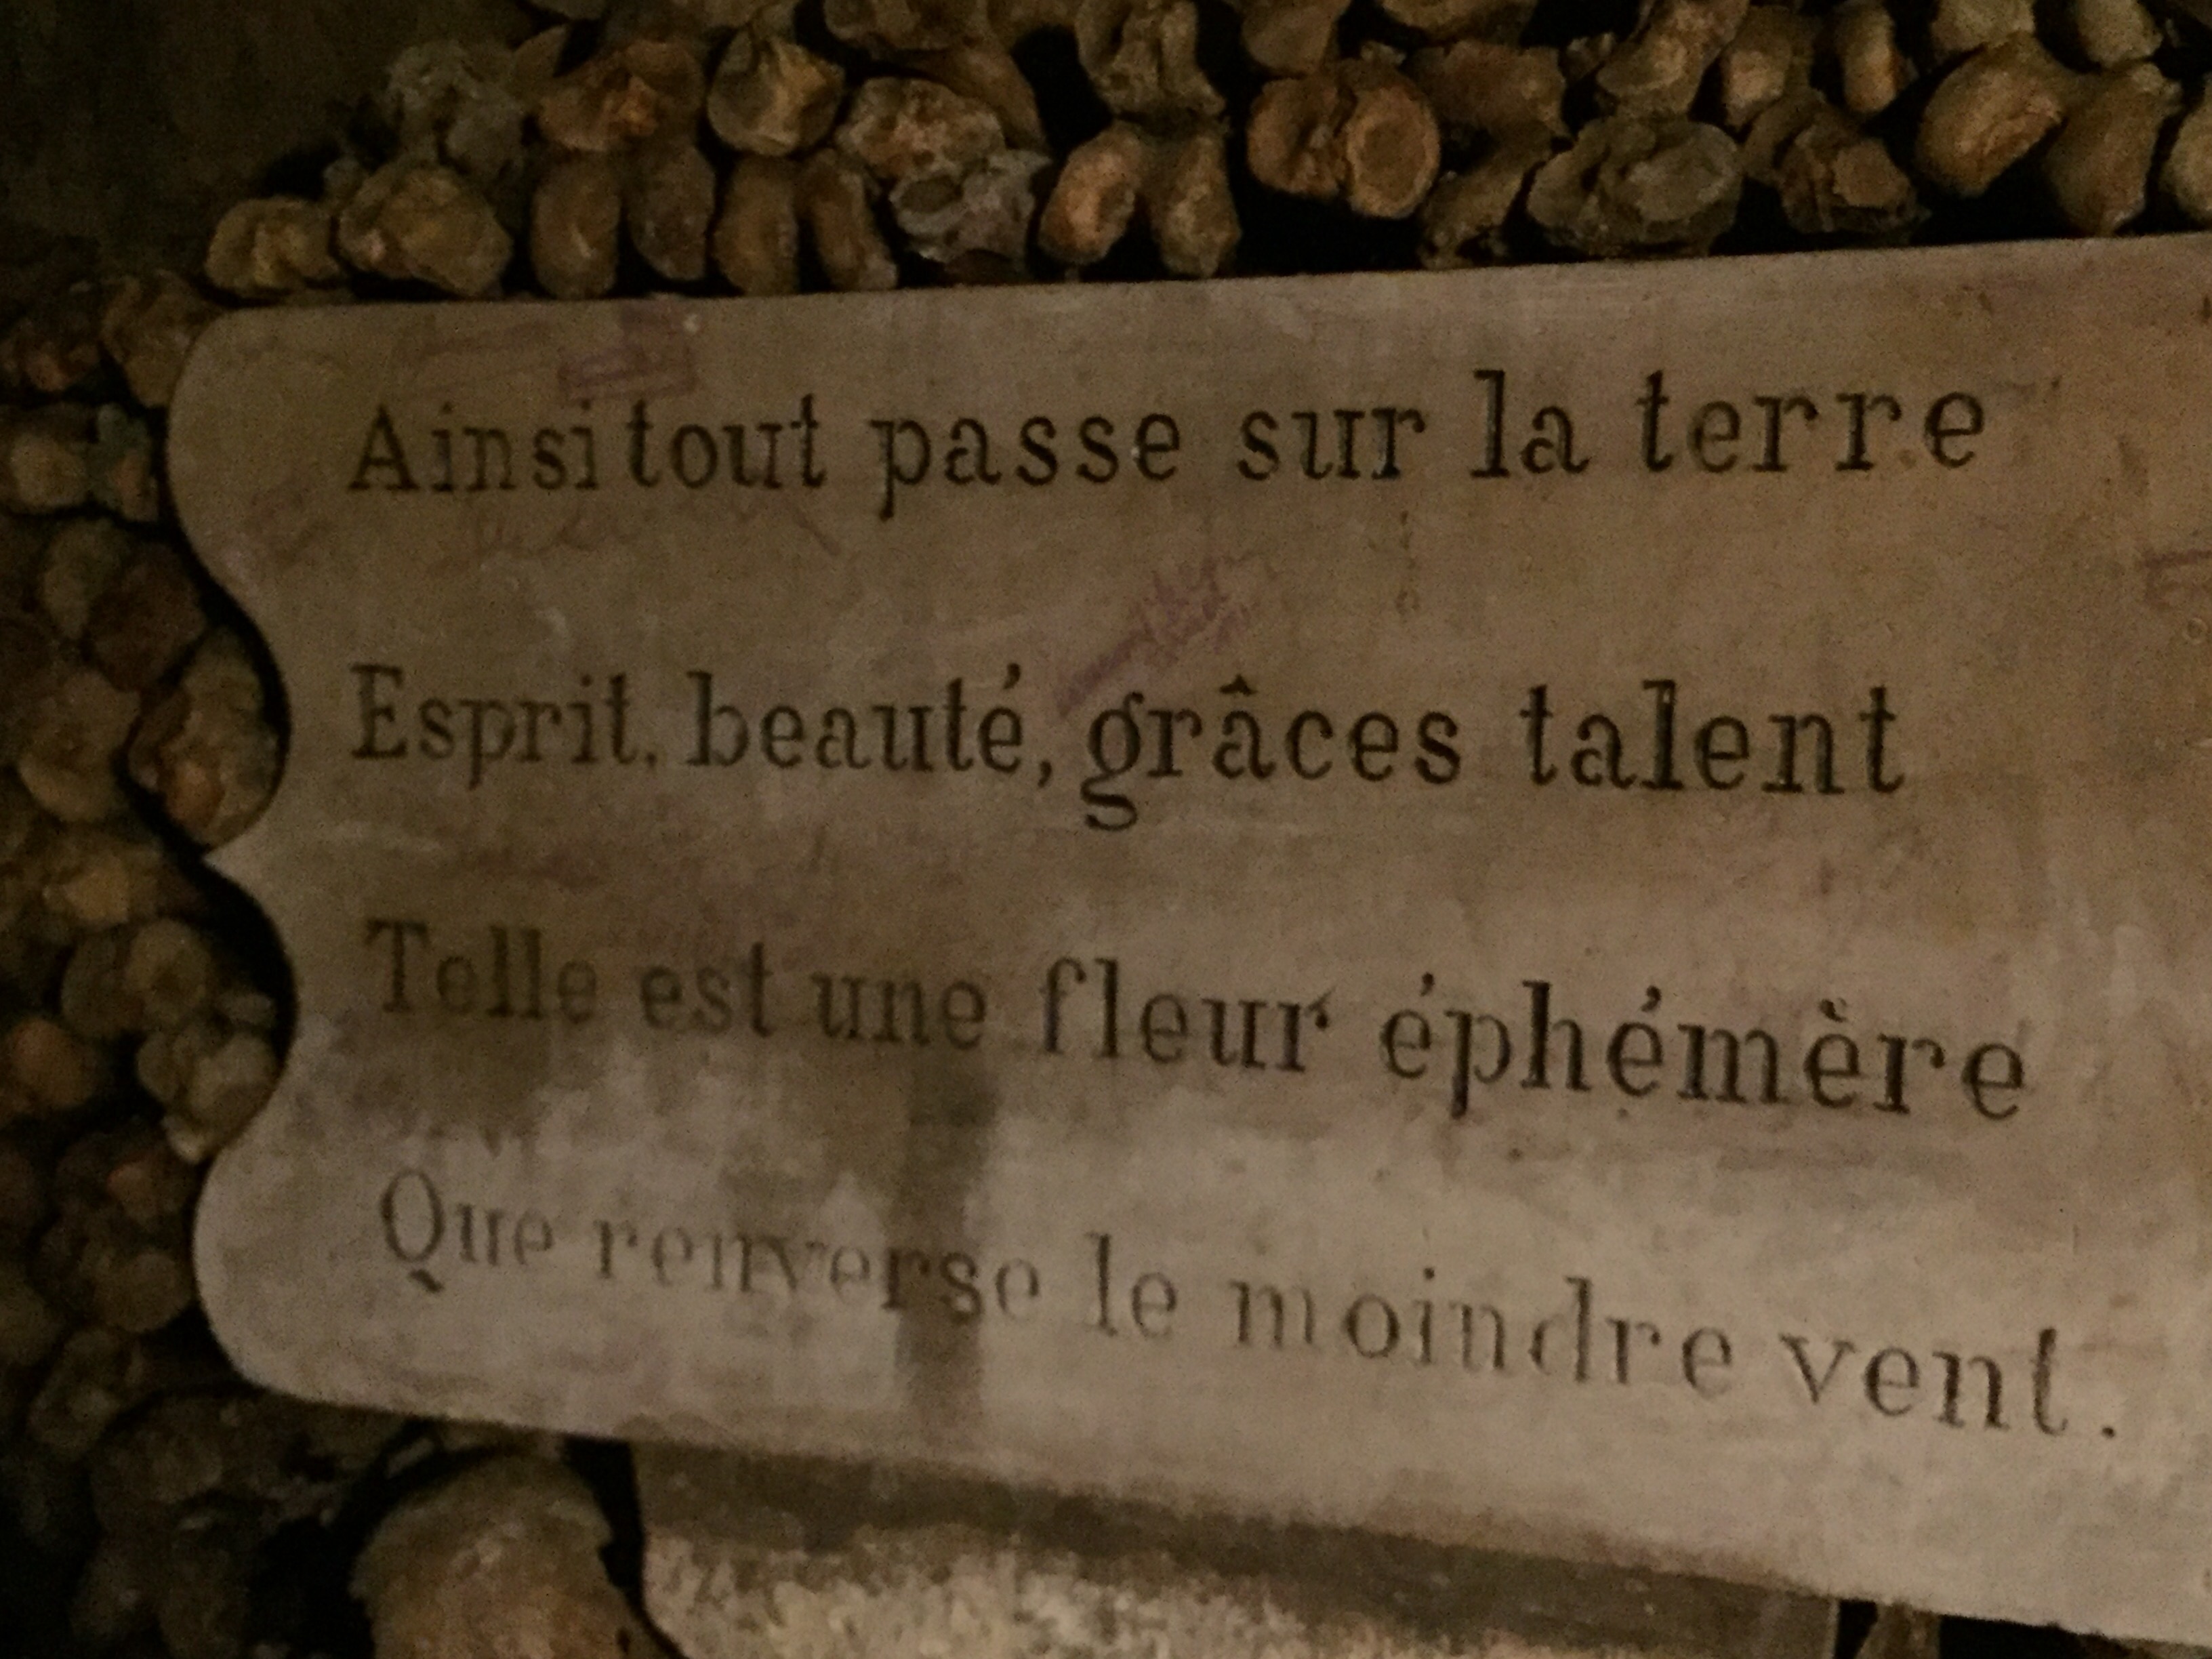 Ainsi tout passe sur la terre
Esprit, beauté, grâces talent
Telle est une fleur éphémère
Que renverse le moindre vent.